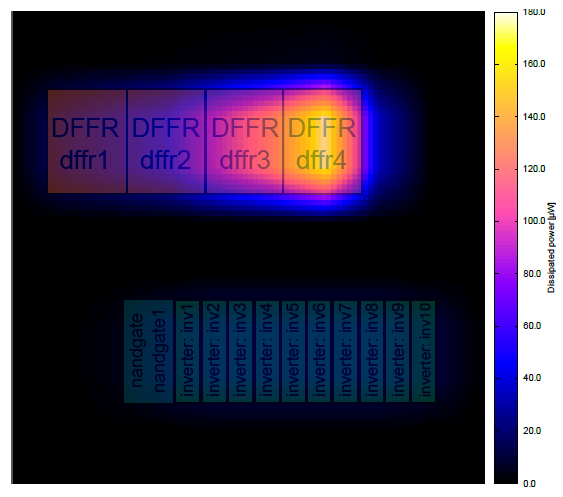 180.0
DFFR DFFR DFFR DFFR
dffr1 dffr2 dffr3 dffr4
160.0
140.0
120.0
100.0
80.0
60.0
40.0
20.0
0.0
Dissipated power [µW]
nandgate
nandgate1
inverter: inv1
inverter: inv2
inverter: inv3
inverter: inv4
inverter: inv5
inverter: inv6
inverter: inv7
inverter: inv8
inverter: inv9
inverter: inv10